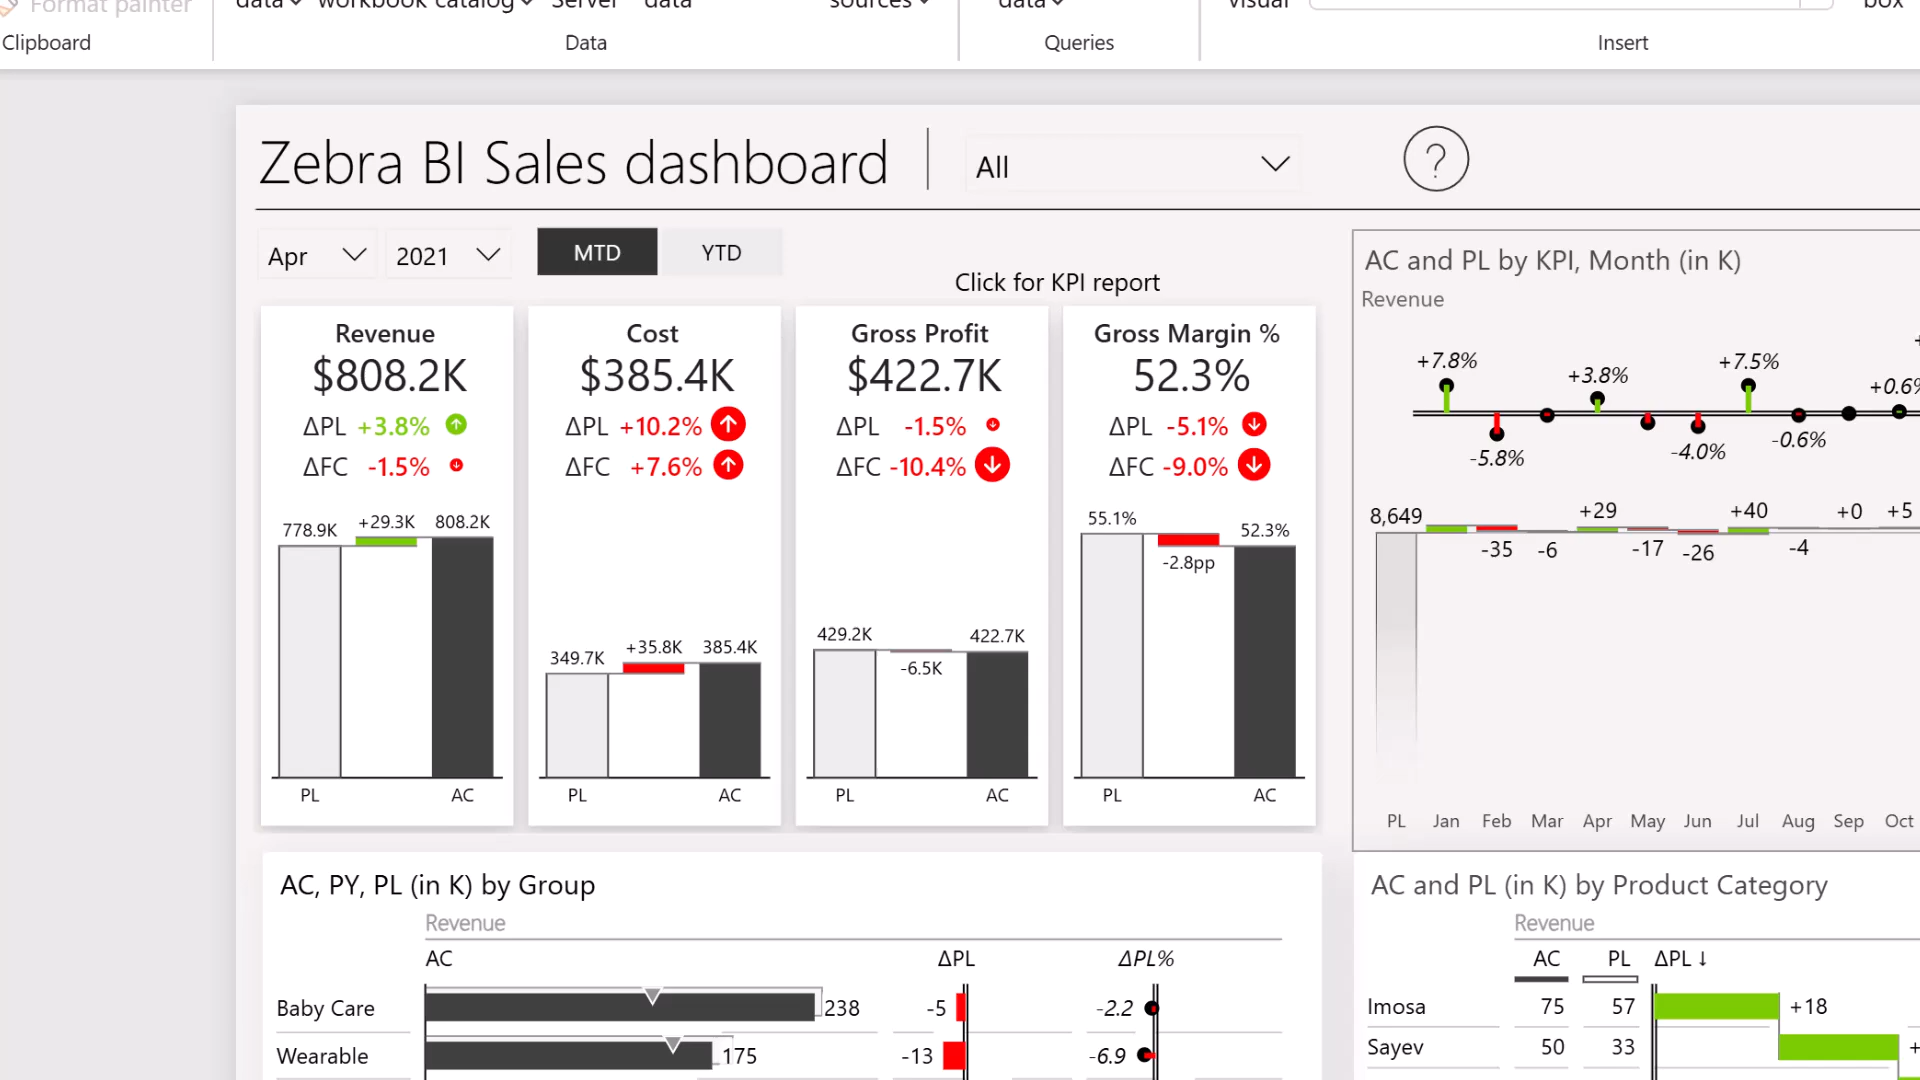 Format painter
data workbook catalog Server data sources data visual box
Clipboard
Data
Queries
Insert
Zebra BI Sales dashboard
All
?
Apr
2021
MTD
YTD
Click for KPI report
Revenue
$808.2K
ΔPL +3.8%
ΔFC -1.5%
778.9K
+29.3K
808.2K
PL
AC
Cost
$385.4K
ΔPL +10.2%
ΔFC +7.6%
349.7K
+35.8K
385.4K
PL
AC
Gross Profit
$422.7K
ΔPL -1.5%
ΔFC -10.4%
429.2K
-6.5K
422.7K
PL
AC
Gross Margin %
52.3%
ΔPL -5.1%
ΔFC -9.0%
55.1%
-2.8pp
52.3%
PL
AC
AC and PL by KPI, Month (in K)
Revenue
+7.8%
-5.8%
+3.8%
-4.0%
+7.5%
-0.6%
+0.6%
8,649
-35
-6
+29
-17
-26
+40
-4
+0
+5
PL Jan Feb Mar Apr May Jun Jul Aug Sep Oct
AC, PY, PL (in K) by Group
Revenue
AC ΔPL ΔPL%
Baby Care 238 -5 -2.2
Wearable 175 -13 -6.9
AC and PL (in K) by Product Category
Revenue
AC PL ΔPL ↓
Imosa 75 57 +18
Sayev 50 33